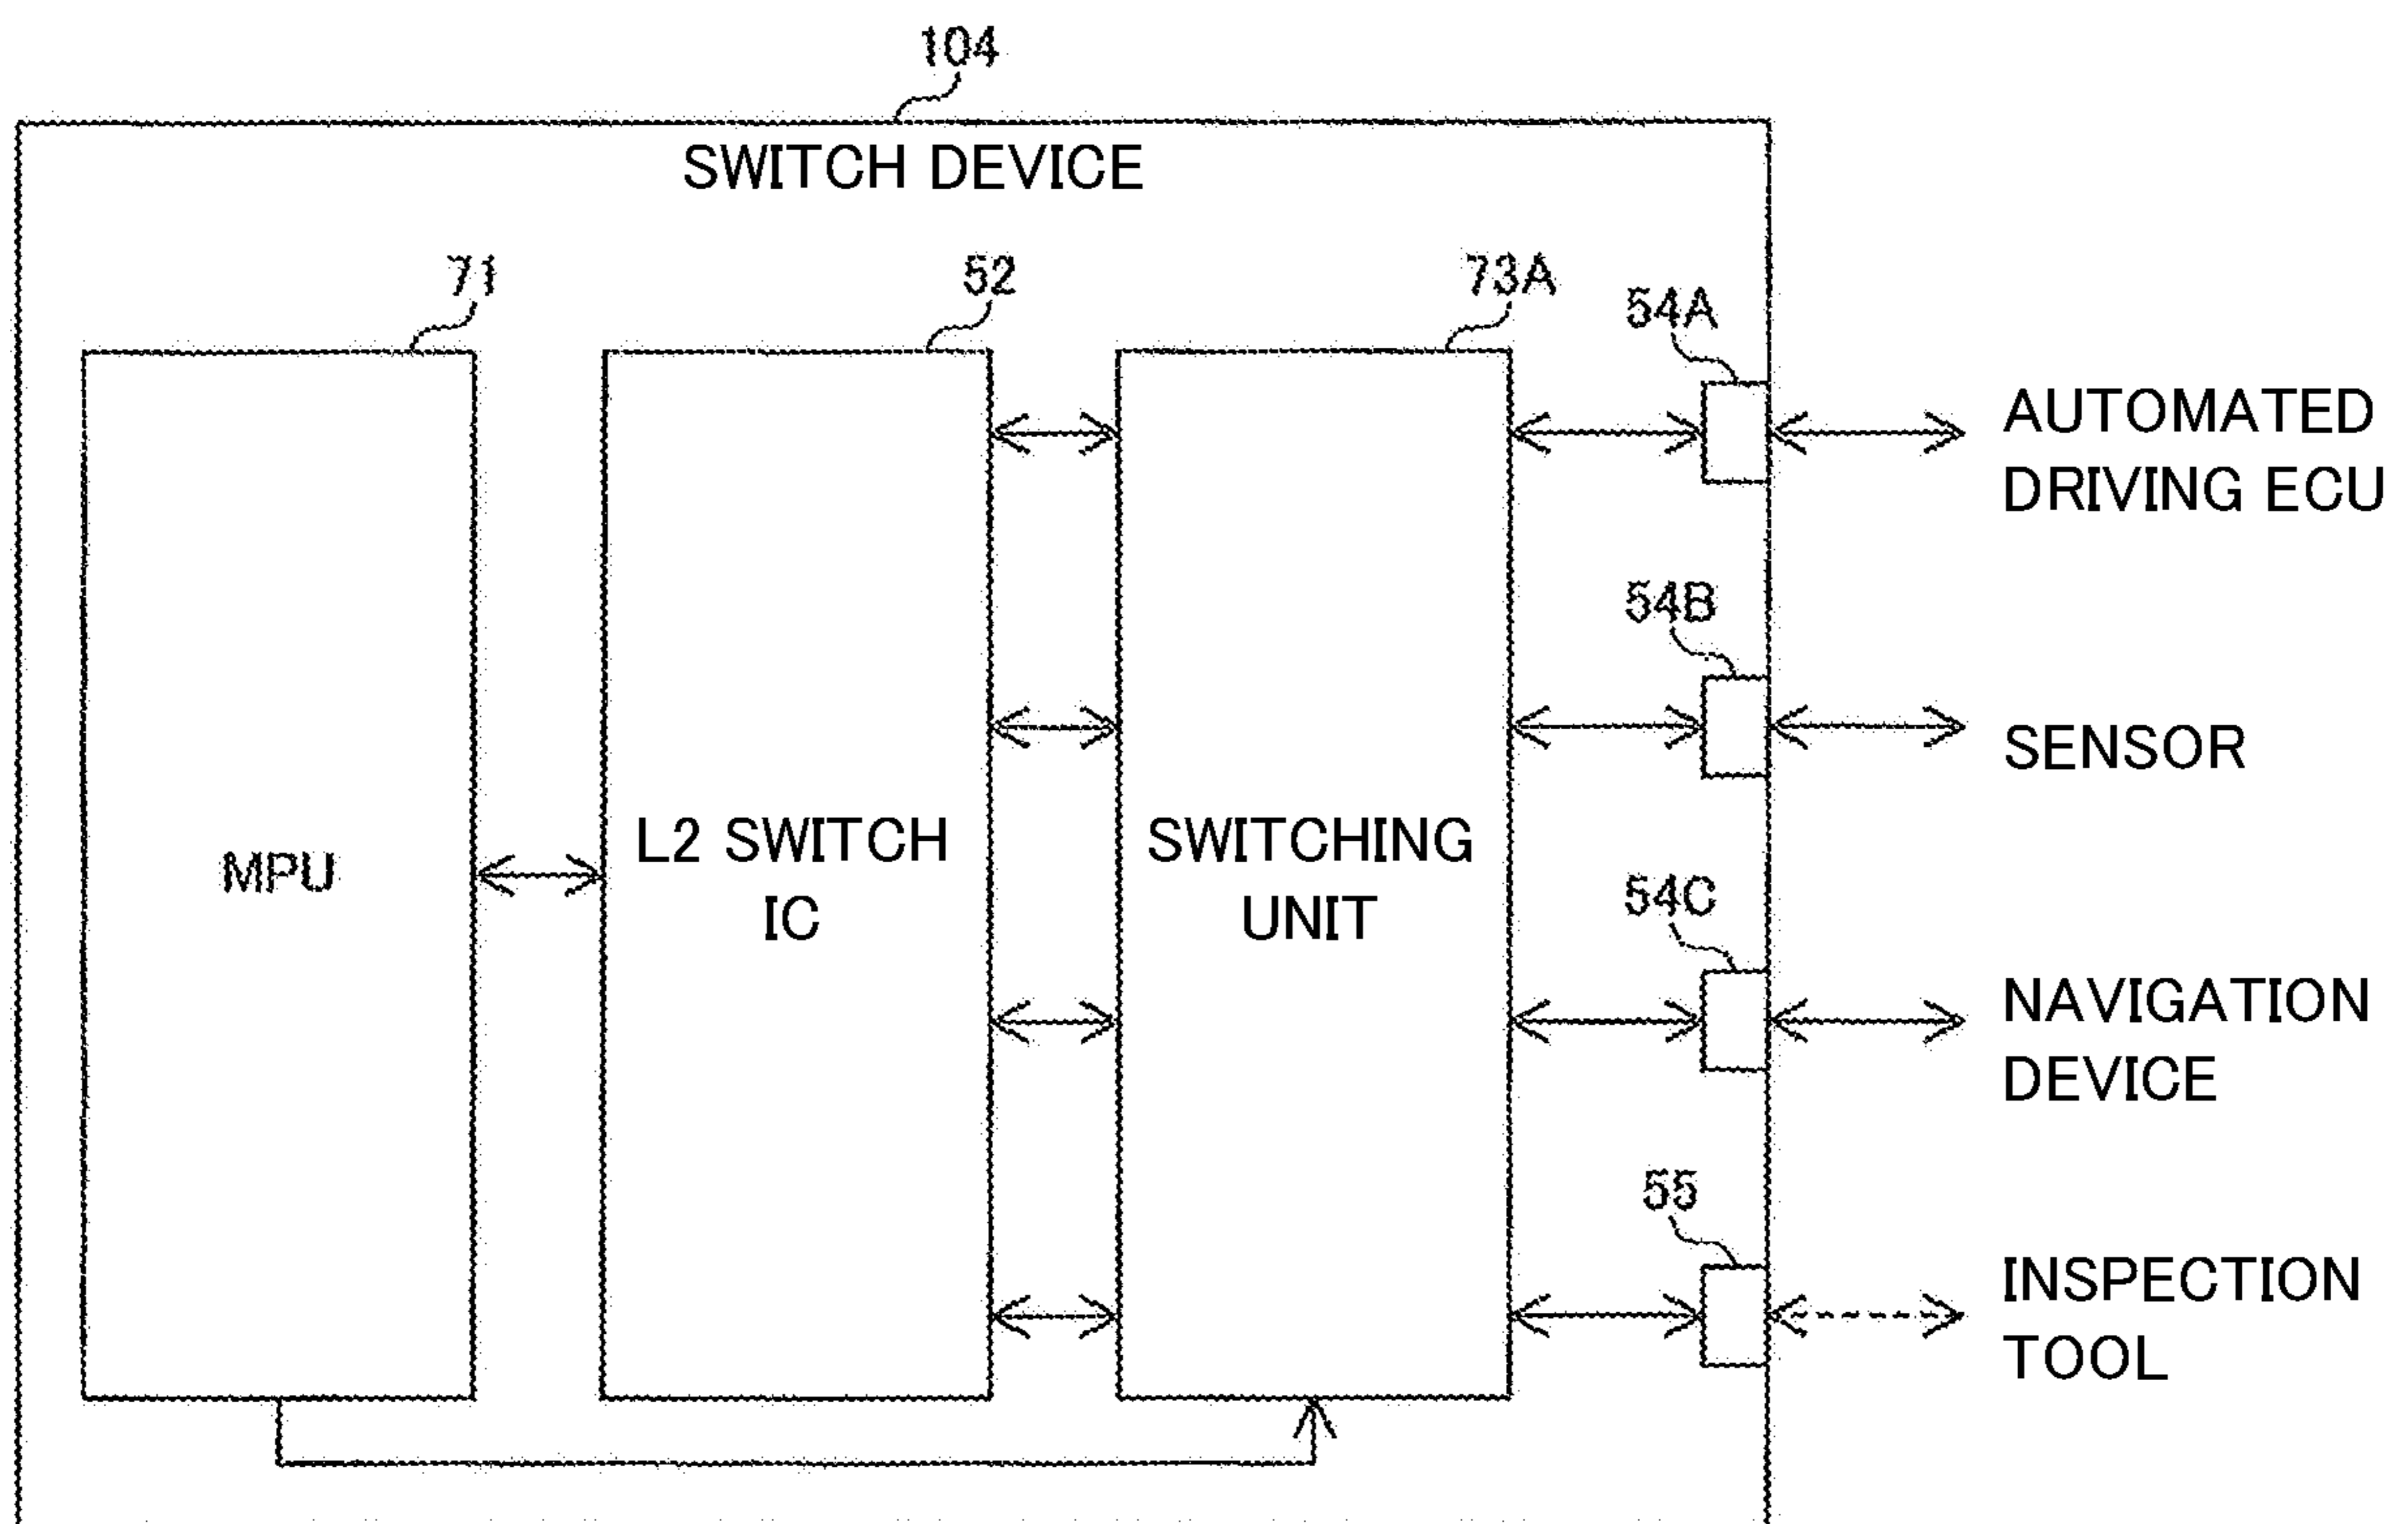 104
SWITCH DEVICE
71
52
73A
54A
AUTOMATED
DRIVING ECU
54B
SENSOR
MPU
L2 SWITCH
IC
SWITCHING
UNIT
54C
NAVIGATION
DEVICE
55
INSPECTION
TOOL